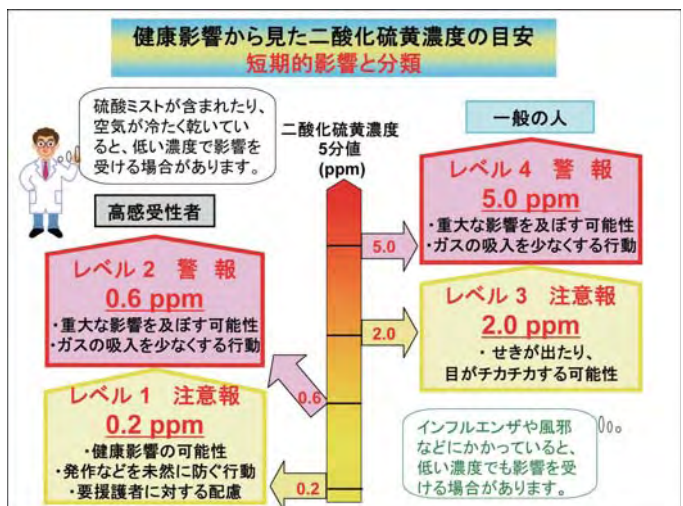 健康影響から見た二酸化硫黄濃度の目安
短期的影響と分類
硫酸ミストが含まれたり、
空気が冷たく乾いてい
ると、低い濃度で影響を
受ける場合があります。
二酸化硫黄濃度
5分値
(ppm)
一般の人
レベル 4 警 報
5.0 ppm
・重大な影響を及ぼす可能性
・ガスの吸入を少なくする行動
5.0
高感受性者
レベル 2 警 報
0.6 ppm
・重大な影響を及ぼす可能性
・ガスの吸入を少なくする行動
レベル 3 注意報
2.0 ppm
・せきが出たり、
目がチカチカする可能性
2.0
0.6
レベル 1 注意報
0.2 ppm
・健康影響の可能性
・発作などを未然に防ぐ行動
・要援護者に対する配慮
0.2
インフルエンザや風邪
などにかかっていると、
低い濃度でも影響を受
ける場合があります。